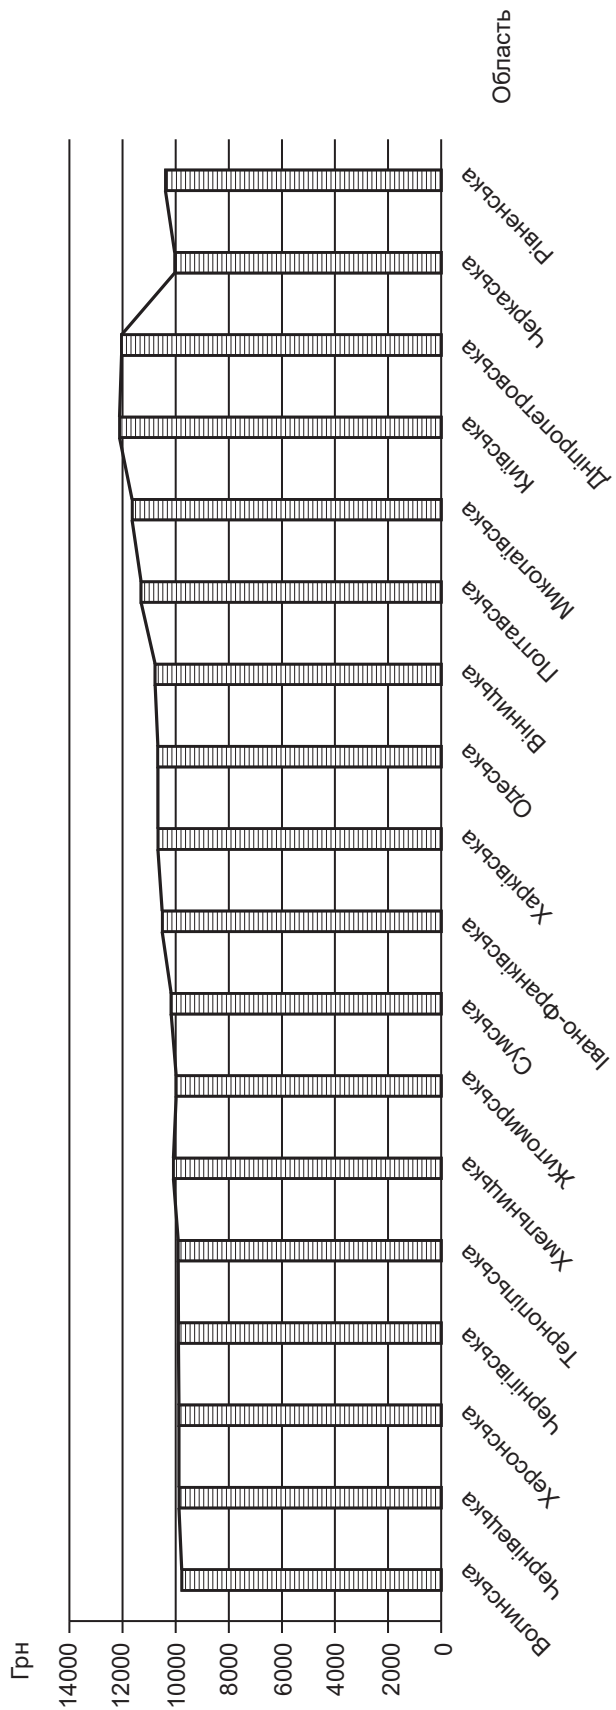 Грн
14000
12000
10000
8000
6000
4000
2000
0
Волинська
Чернівецька
Херсонська
Чернігівська
Тернопільська
Хмельницька
Житомирська
Сумська
Івано-Франківська
Харківська
Одеська
Вінницька
Полтавська
Миколаївська
Київська
Дніпропетровська
Черкаська
Рівненська
Область